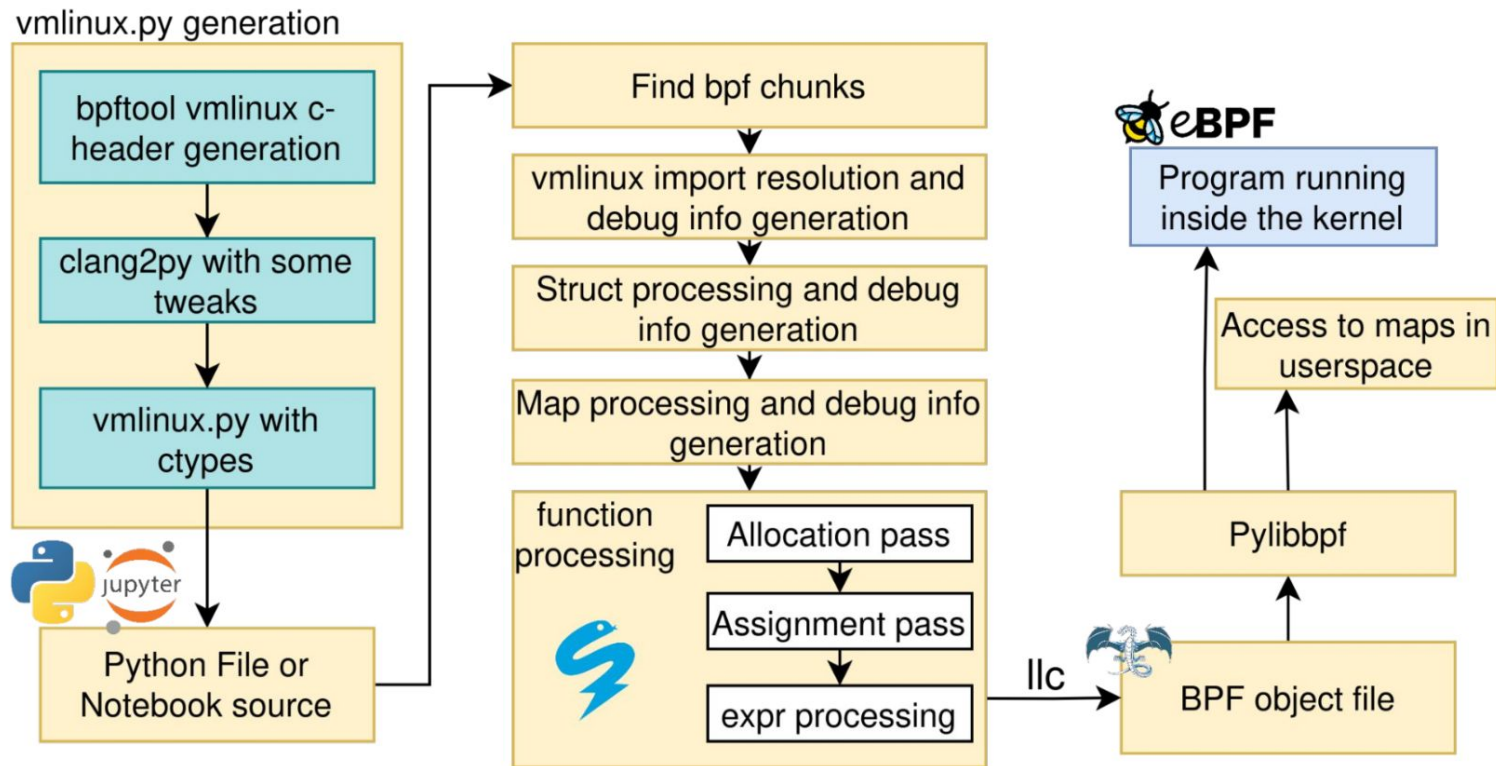 vmlinux.py generation
bpftool vmlinux c-
header generation
clang2py with some
tweaks
vmlinux.py with
ctypes
jupyter
Python File or
Notebook source
Find bpf chunks
vmlinux import resolution and
debug info generation
Struct processing and debug
info generation
Map processing and debug info
generation
function
processing
Allocation pass
Assignment pass
expr processing
llc
eBPF
Program running
inside the kernel
Access to maps in
userspace
Pylibbpf
BPF object file